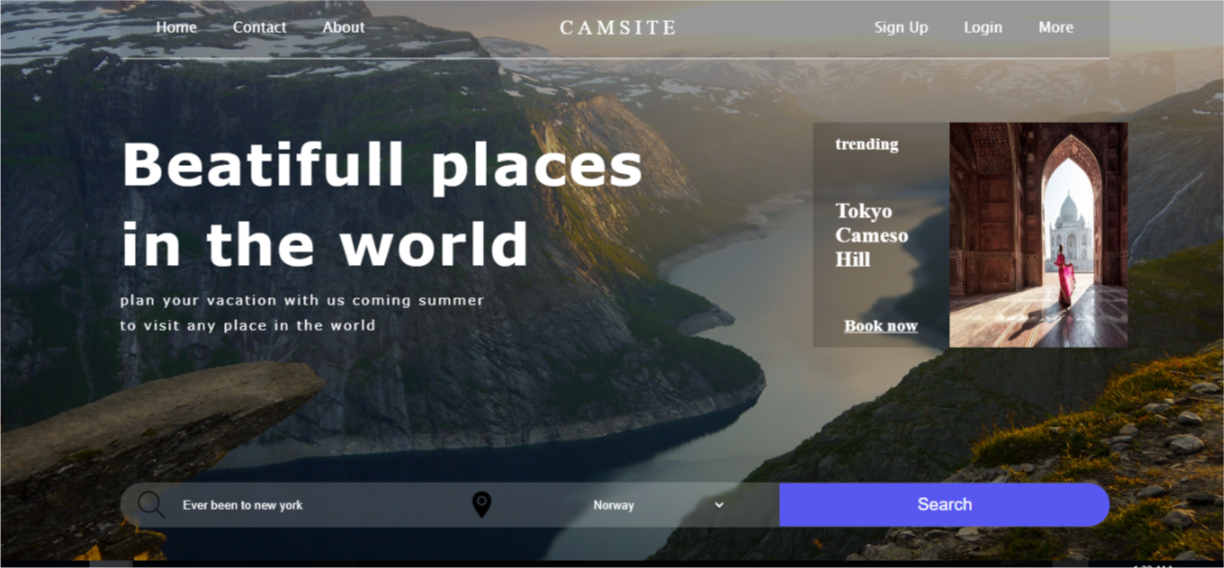 Home Contact About CAMSITE Sign Up Login More
Beatifull places
in the world
plan your vacation with us coming summer
to visit any place in the world
trending
Tokyo
Cameso
Hill
Book now
Ever been to new york Norway Search